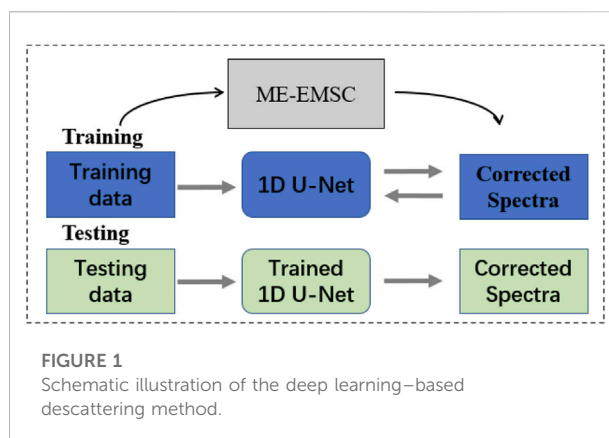 ME-EMSC
Training
Training
data
1D U-Net
Corrected
Spectra
Testing
Testing
data
Trained
1D U-Net
Corrected
Spectra
FIGURE 1
Schematic illustration of the deep learning–based
descattering method.